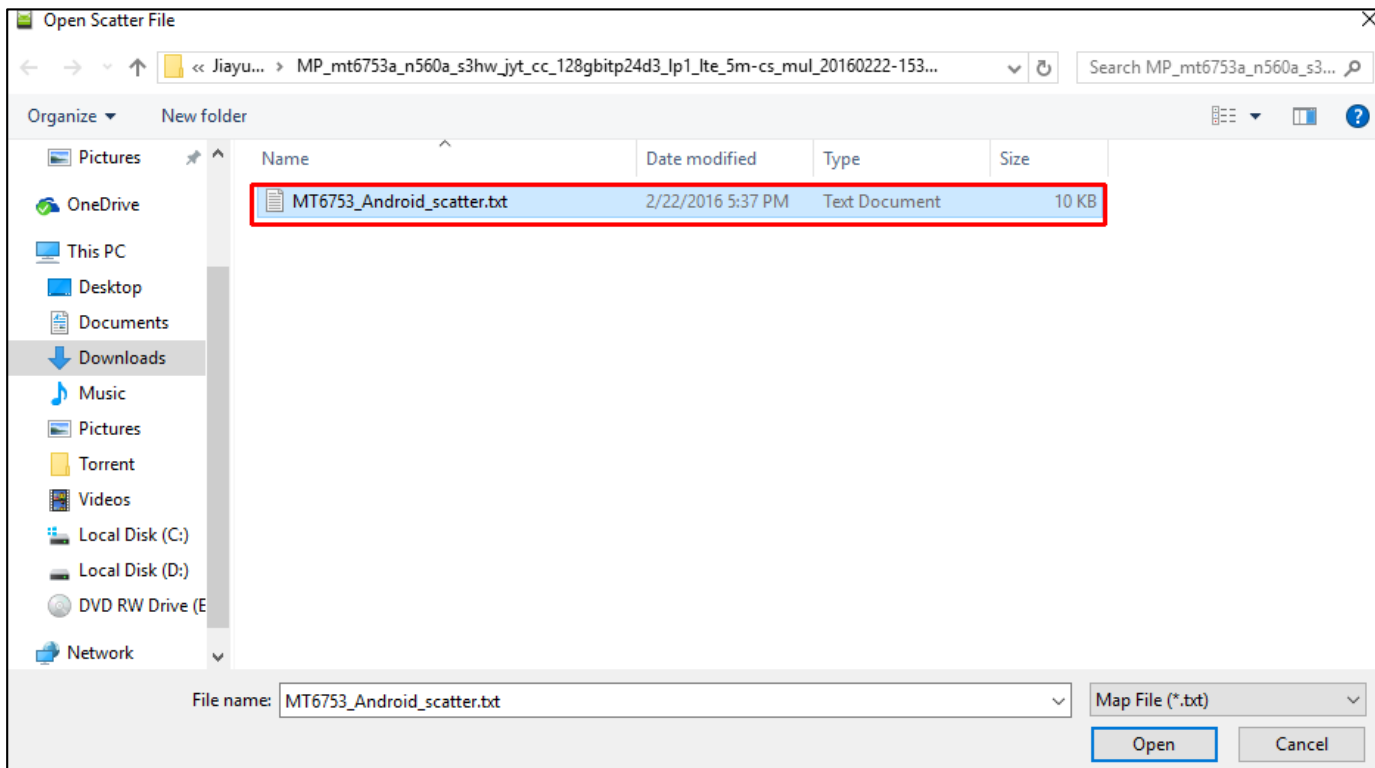 Open Scatter File
« Jiayu... › MP_mt6753a_n560a_s3hw_jyt_cc_128gbitp24d3_lp1_lte_5m-cs_mul_20160222-153... Search MP_mt6753a_n560a_s3...
Organize New folder
Name Date modified Type Size
MT6753_Android_scatter.txt 2/22/2016 5:37 PM Text Document 10 KB
Pictures
OneDrive
This PC
Desktop
Documents
Downloads
Music
Pictures
Torrent
Videos
Local Disk (C:)
Local Disk (D:)
DVD RW Drive (E
Network
File name: MT6753_Android_scatter.txt Map File (*.txt)
Open Cancel